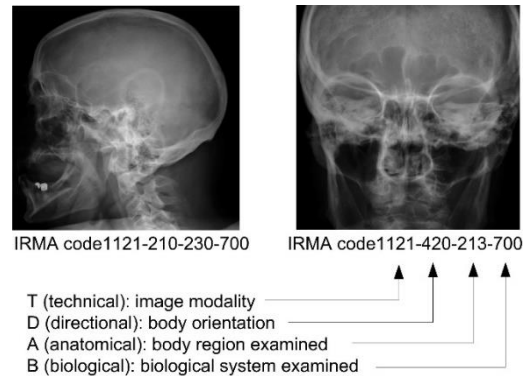 IRMA code1121-210-230-700
IRMA code1121-420-213-700
T (technical): image modality
D (directional): body orientation
A (anatomical): body region examined
B (biological): biological system examined